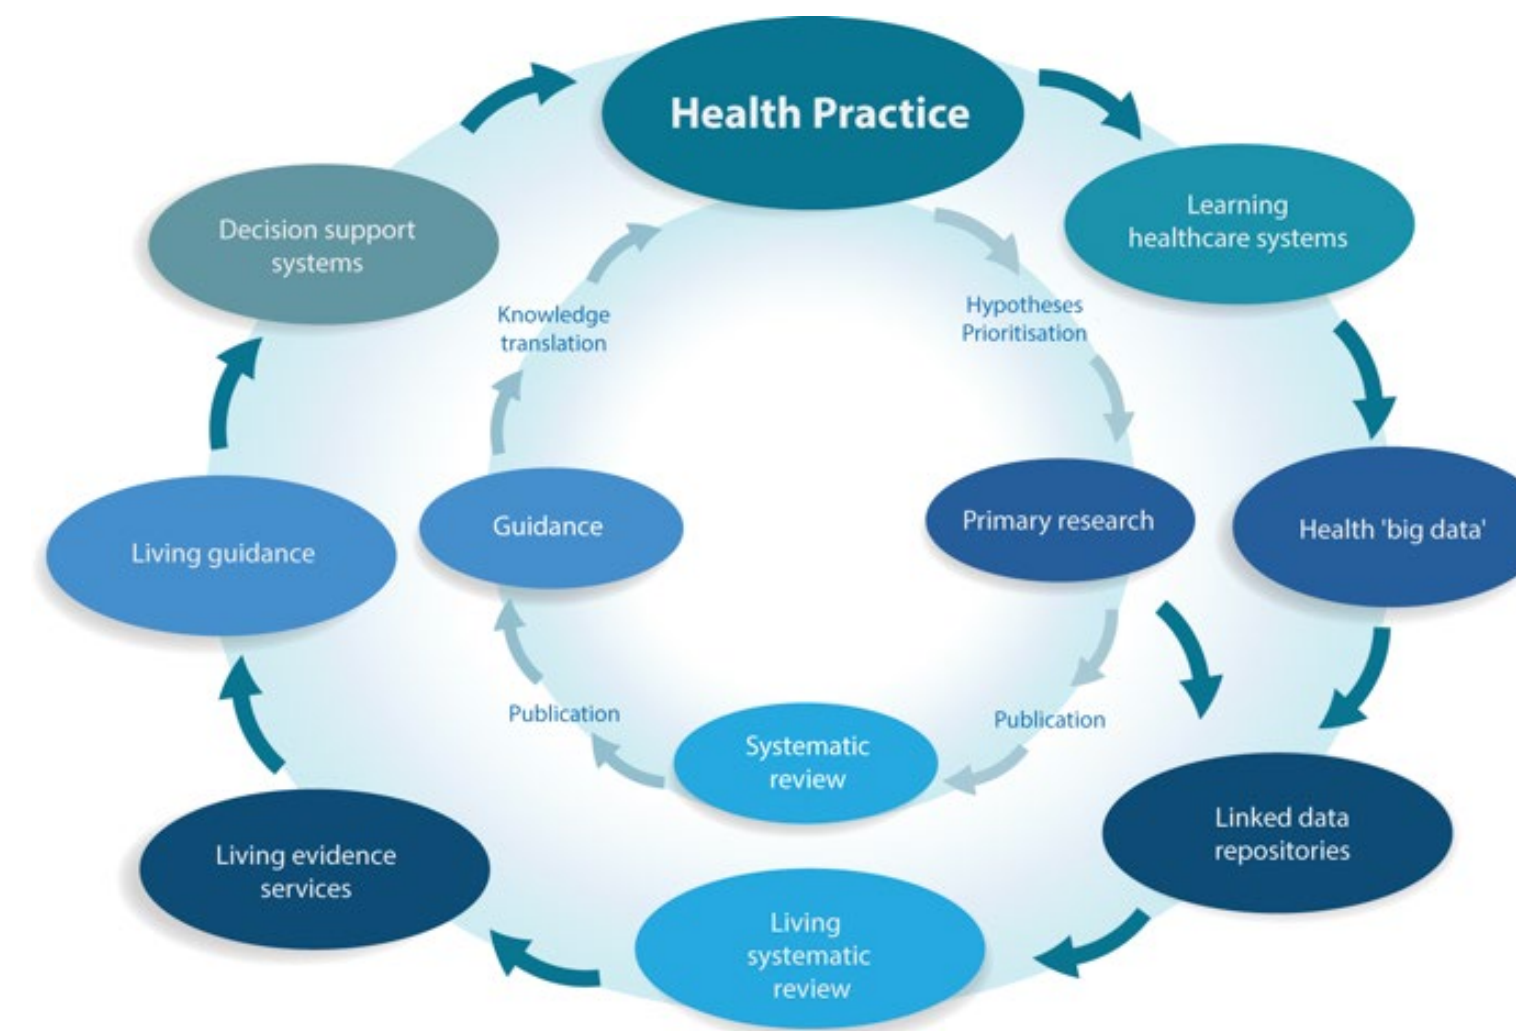 Health Practice
Learning
healthcare systems
Decision support
systems
Hypotheses
Prioritisation
Knowledge
translation
Primary research
Health 'big data'
Guidance
Living guidance
Publication
Publication
Systematic
review
Linked data
repositories
Living evidence
services
Living
systematic
review